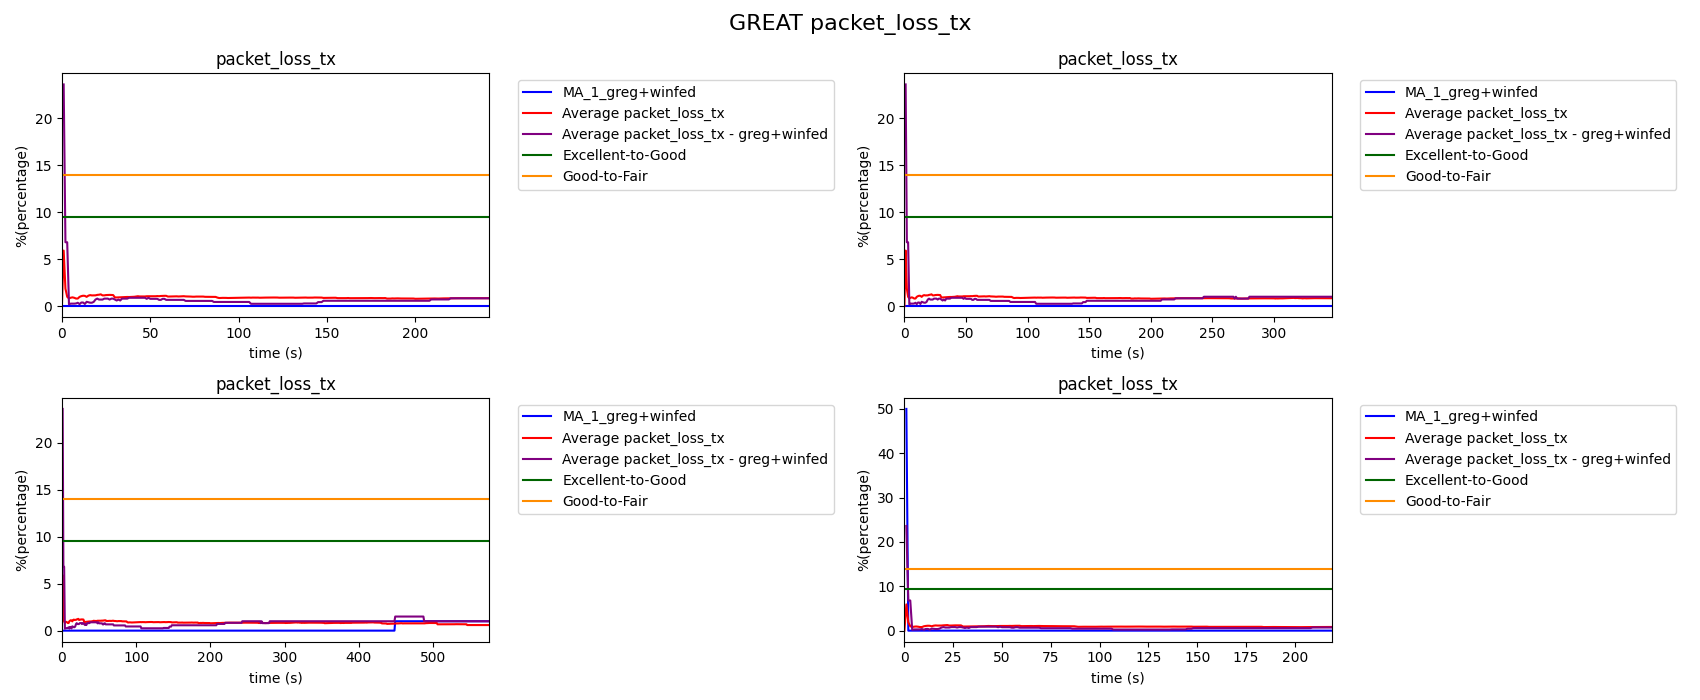 GREAT packet_loss_tx
packet_loss_tx
%(percentage)
20
15
10
5
0
0 50 100 150 200
time (s)
MA_1_greg+winfed
Average packet_loss_tx
Average packet_loss_tx - greg+winfed
Excellent-to-Good
Good-to-Fair
packet_loss_tx
%(percentage)
20
15
10
5
0
0 50 100 150 200 250 300
time (s)
MA_1_greg+winfed
Average packet_loss_tx
Average packet_loss_tx - greg+winfed
Excellent-to-Good
Good-to-Fair
packet_loss_tx
%(percentage)
20
15
10
5
0
0 100 200 300 400 500
time (s)
MA_1_greg+winfed
Average packet_loss_tx
Average packet_loss_tx - greg+winfed
Excellent-to-Good
Good-to-Fair
packet_loss_tx
%(percentage)
50
40
30
20
10
0
0 25 50 75 100 125 150 175 200
time (s)
MA_1_greg+winfed
Average packet_loss_tx
Average packet_loss_tx - greg+winfed
Excellent-to-Good
Good-to-Fair